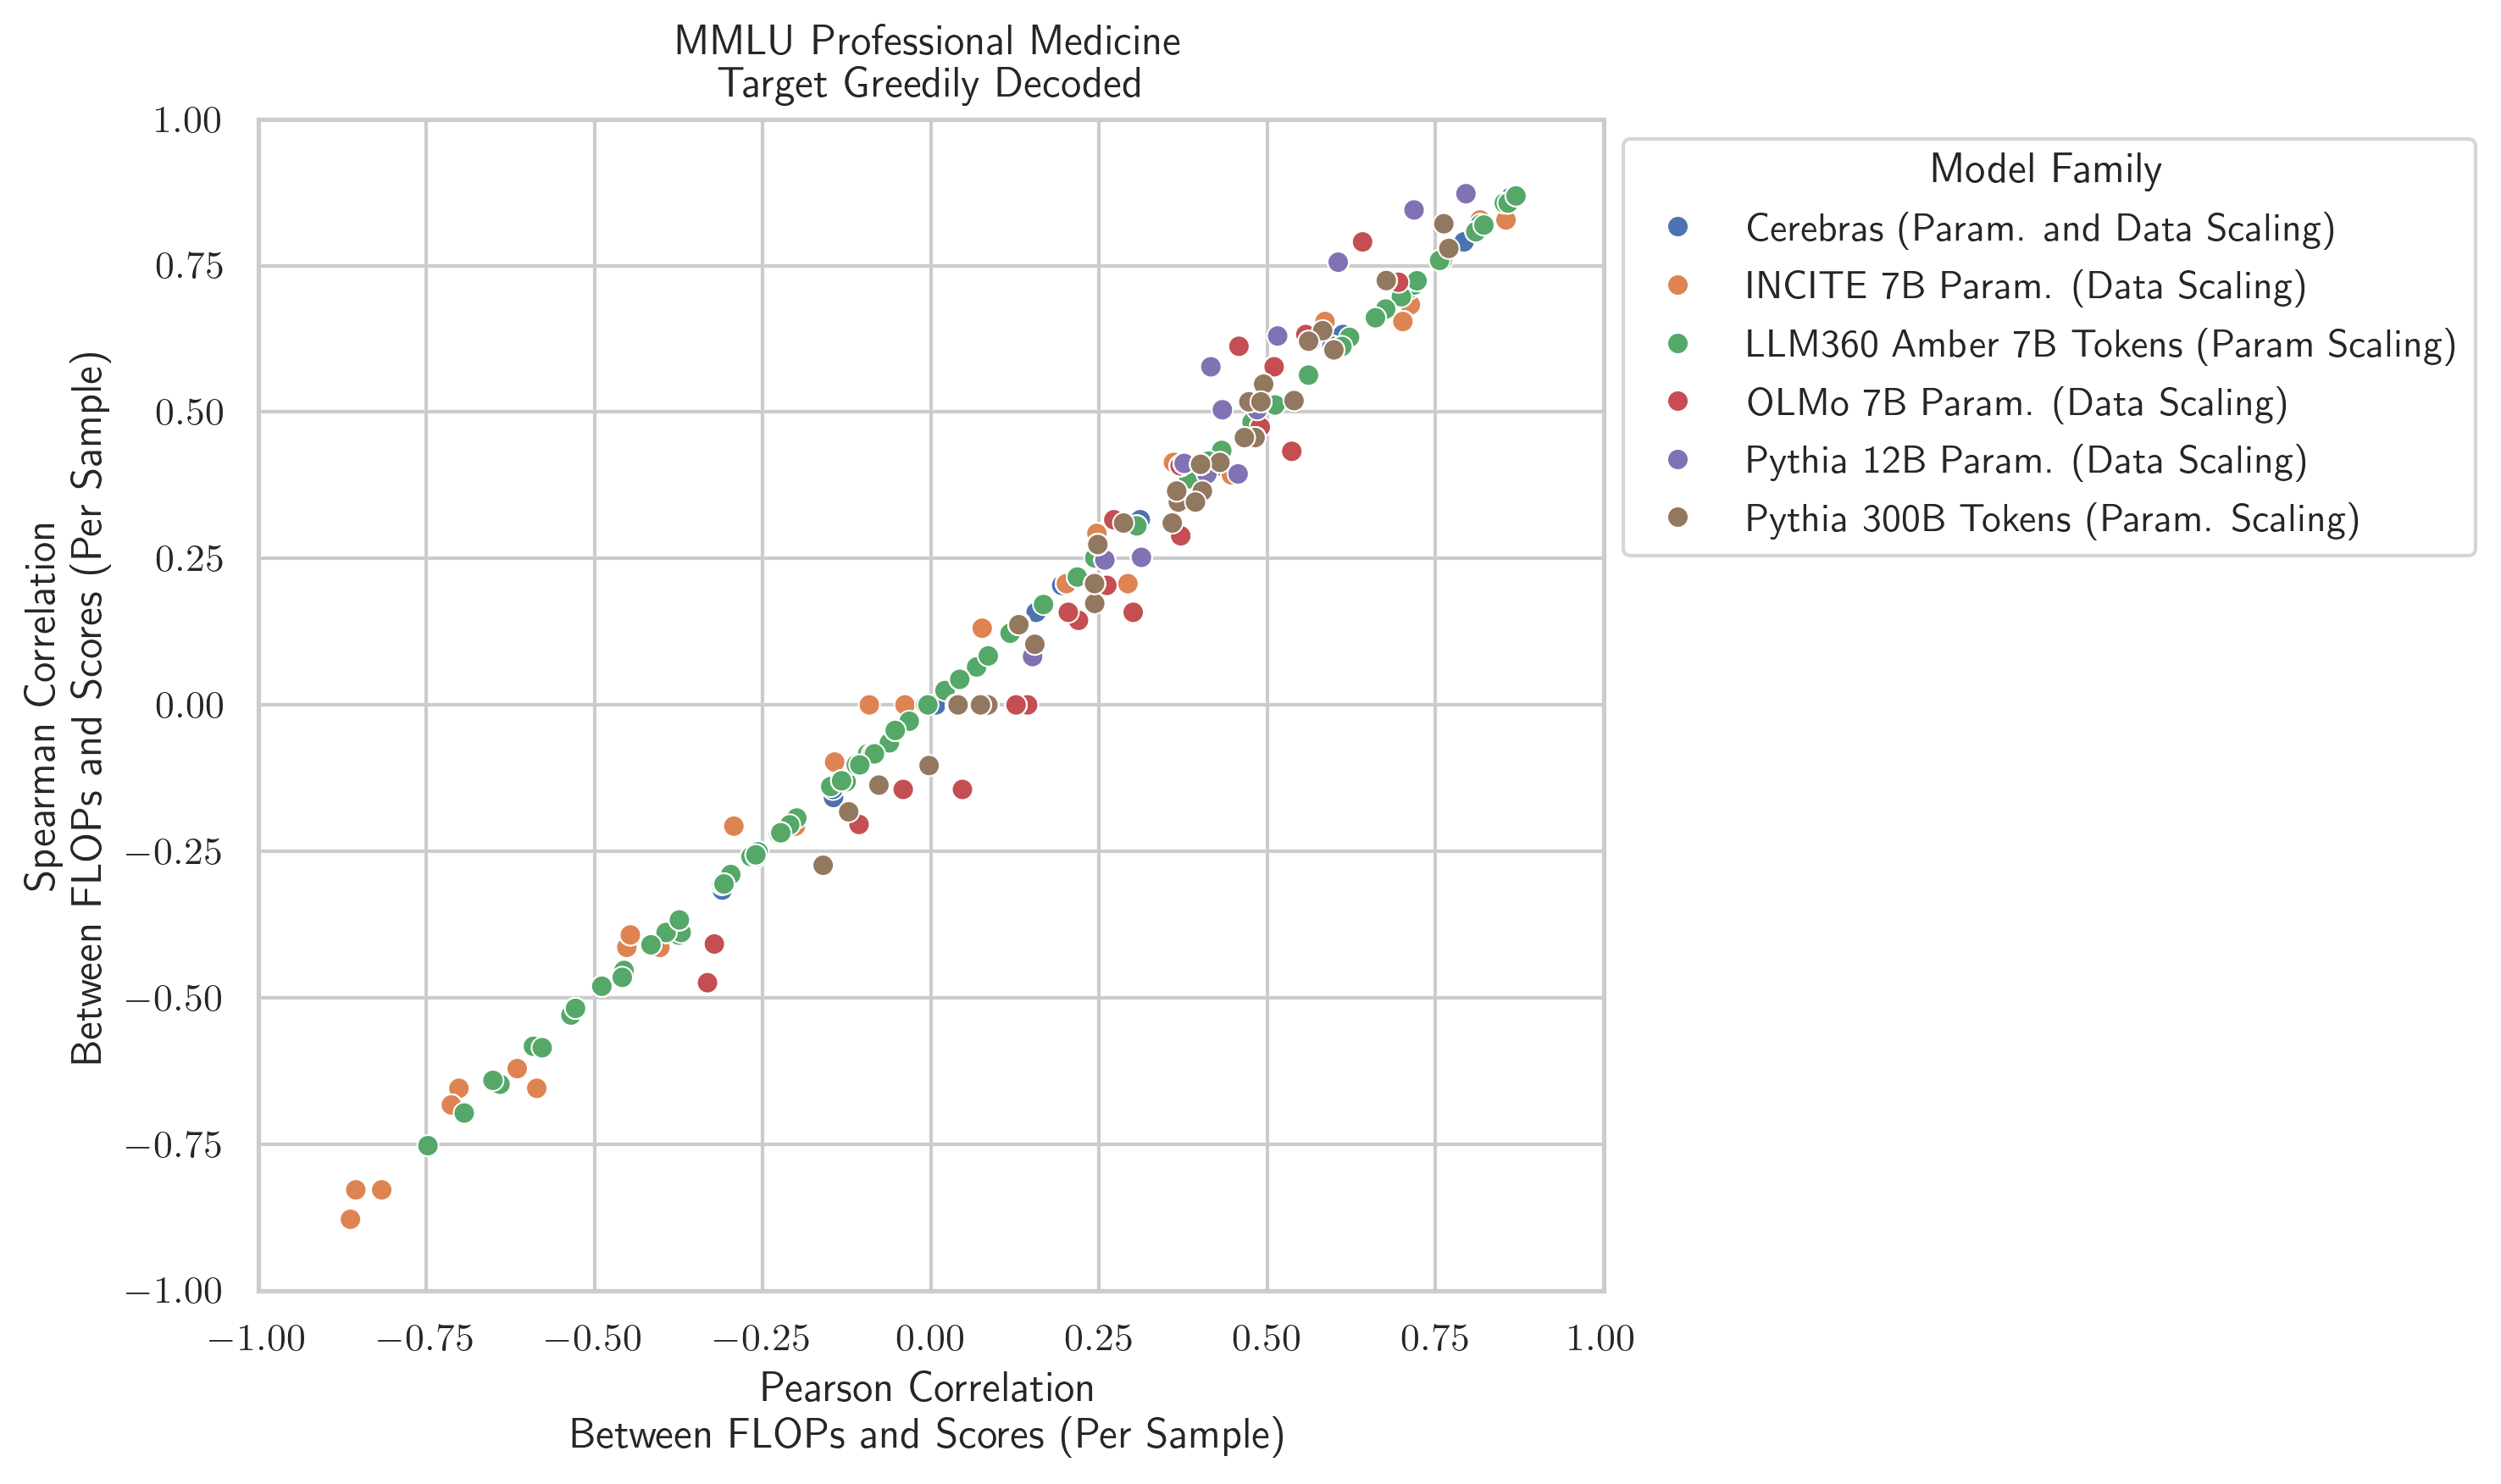 MMLU Professional Medicine
Target Greedily Decoded
1.00
0.75
0.50
0.25
0.00
−0.25
−0.50
−0.75
−1.00
Spearman Correlation
Between FLOPs and Scores (Per Sample)
−1.00 −0.75 −0.50 −0.25 0.00 0.25 0.50 0.75 1.00
Pearson Correlation
Between FLOPs and Scores (Per Sample)
Model Family
Cerebras (Param. and Data Scaling)
INCITE 7B Param. (Data Scaling)
LLM360 Amber 7B Tokens (Param Scaling)
OLMo 7B Param. (Data Scaling)
Pythia 12B Param. (Data Scaling)
Pythia 300B Tokens (Param. Scaling)